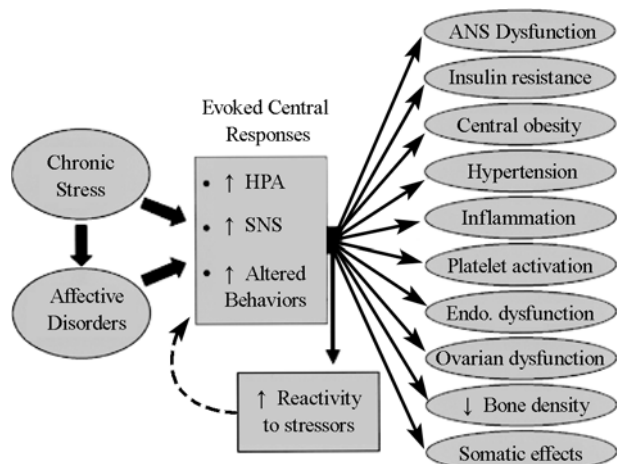 Chronic
Stress
Affective
Disorders
Evoked Central
Responses
• ↑ HPA
• ↑ SNS
• ↑ Altered
Behaviors
↑ Reactivity
to stressors
ANS Dysfunction
Insulin resistance
Central obesity
Hypertension
Inflammation
Platelet activation
Endo. dysfunction
Ovarian dysfunction
↓ Bone density
Somatic effects